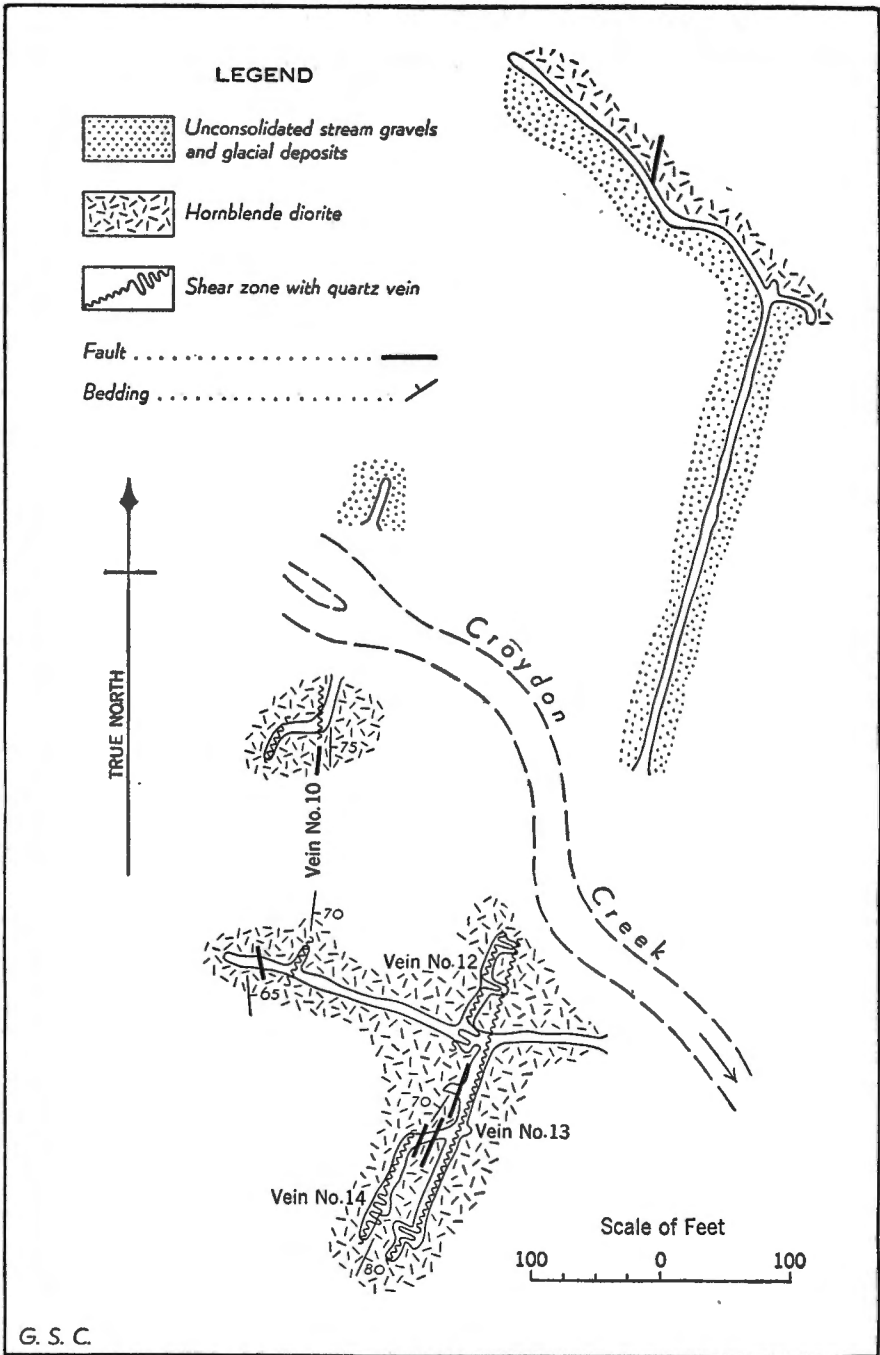 LEGEND
Unconsolidated stream gravels
and glacial deposits
Hornblende diorite
Shear zone with quartz vein
Fault
Bedding
TRUE NORTH
Croydon
Creek
75
Vein No.10
70
65
Vein No.12
70
Vein No.13
Vein No.14
80
Scale of Feet
100 0 100
G. S. C.